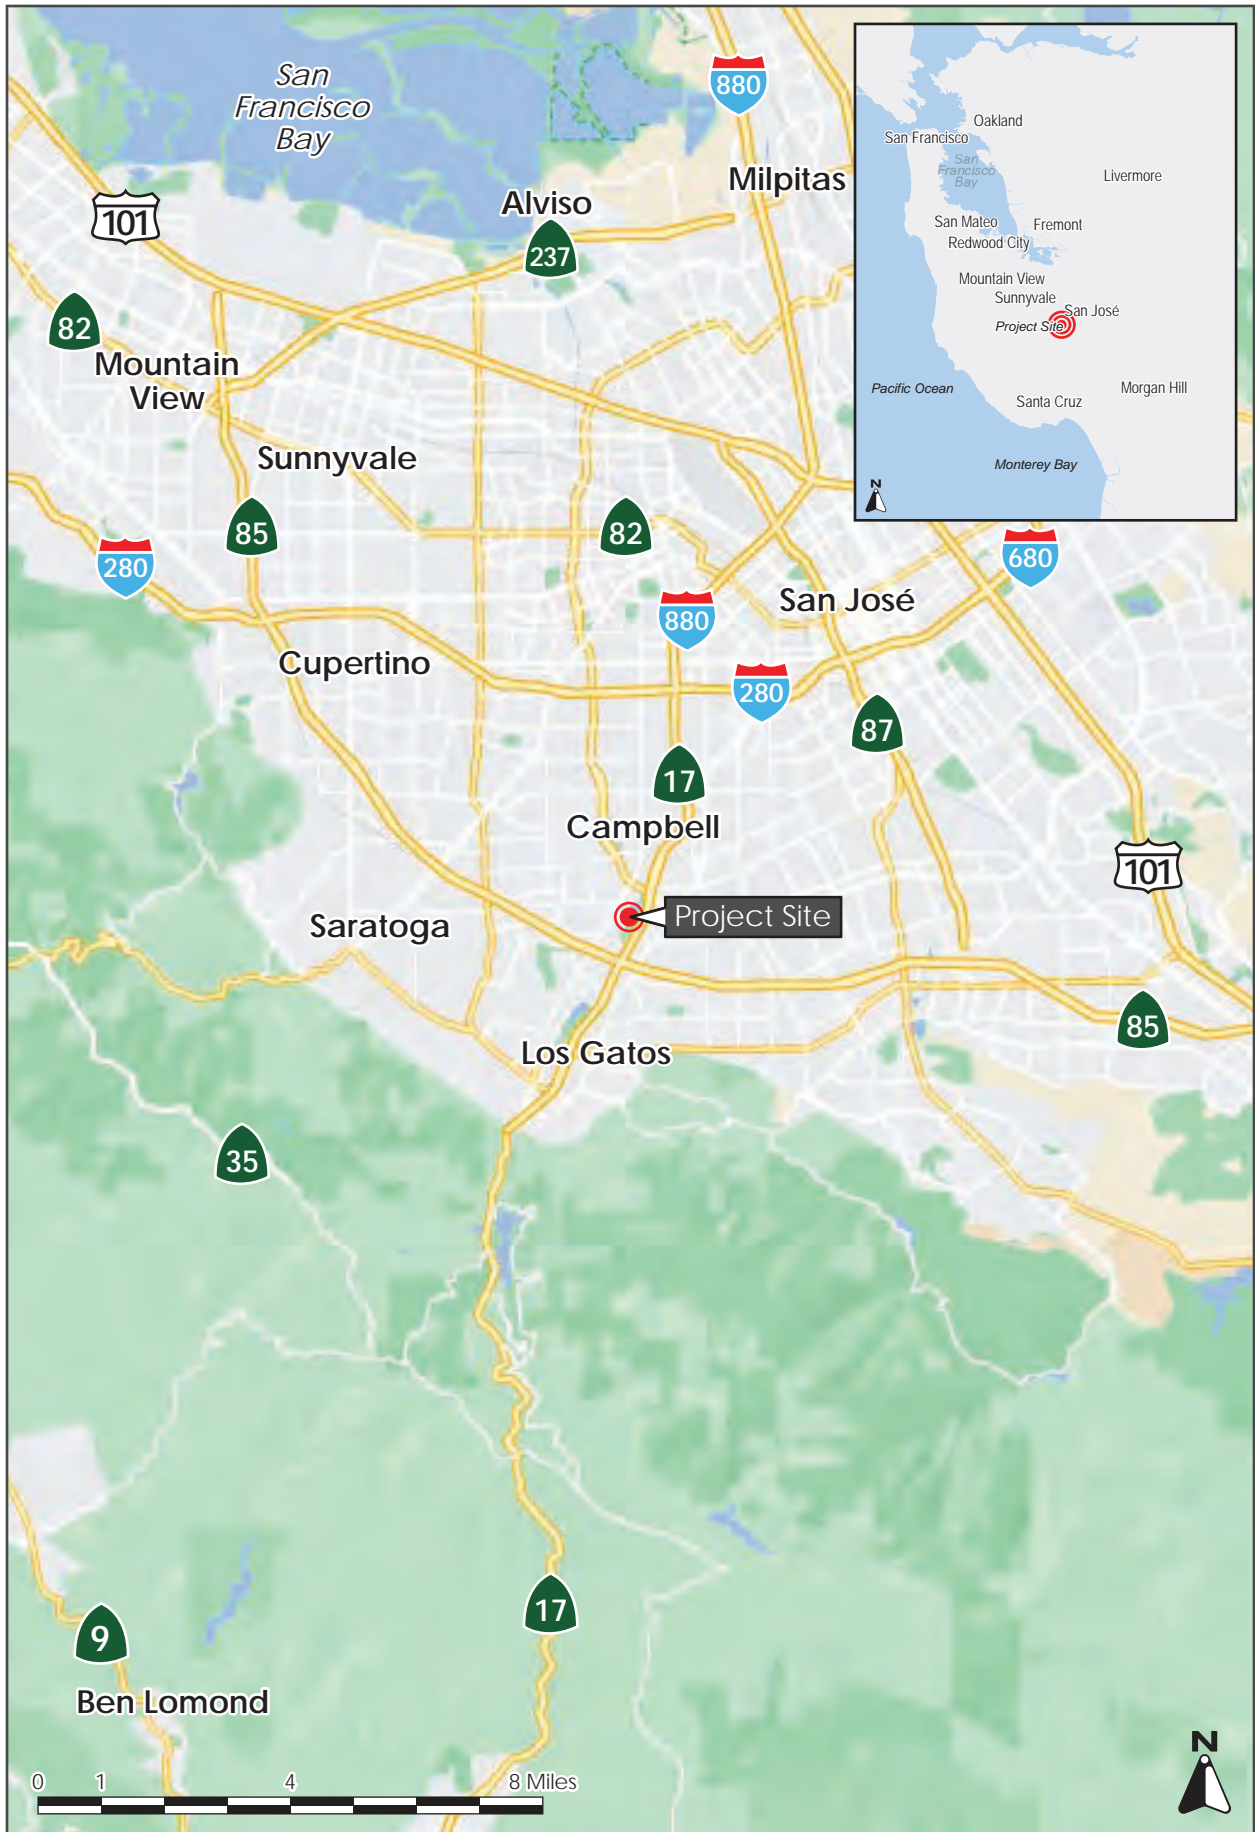 San
Francisco
Bay
880
Milpitas
Alviso
101
237
82
Mountain
View
Sunnyvale
85
82
280
680
880
San José
Cupertino
280
87
17
Campbell
101
Project Site
Saratoga
85
Los Gatos
35
17
9
Ben Lomond
0 1 4 8 Miles
N
Oakland
San Francisco
San
Francisco
Bay
Livermore
San Mateo
Fremont
Redwood City
Mountain View
Sunnyvale
San José
Project Site
Pacific Ocean
Morgan Hill
Santa Cruz
Monterey Bay
N